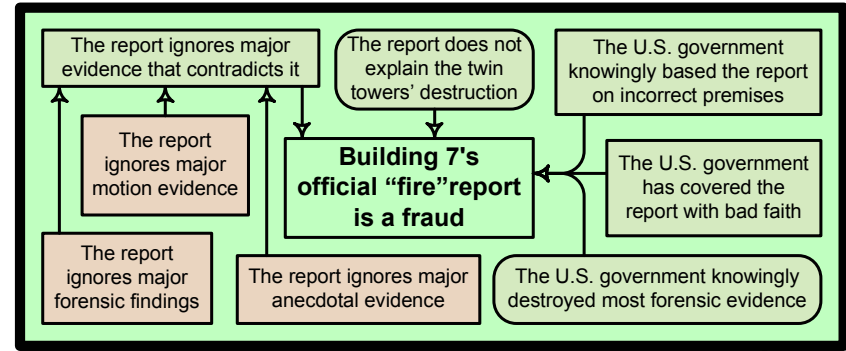 The report ignores major
evidence that contradicts it
The report does not
explain the twin
towers' destruction
The U.S. government
knowingly based the report
on incorrect premises
The report
ignores major
motion evidence
Building 7's
official “fire”report
is a fraud
The U.S. government
has covered the
report with bad faith
The report
ignores major
forensic findings
The report ignores major
anecdotal evidence
The U.S. government knowingly
destroyed most forensic evidence